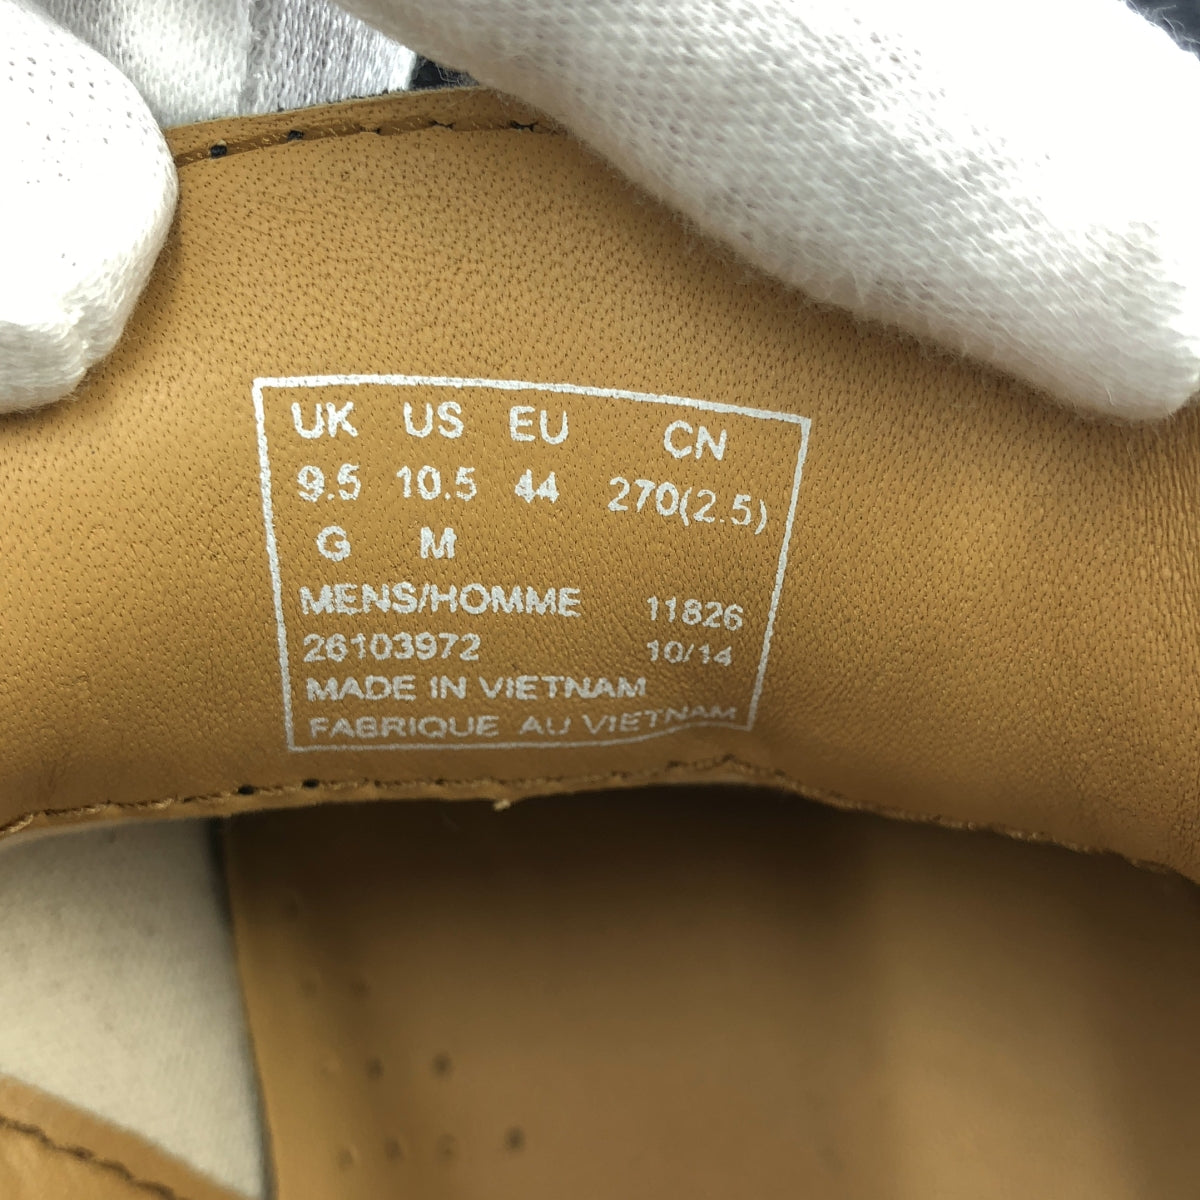 UK US EU CN
9.5 10.5 44 270(2.5)
G M
MENS/HOMME 11826
26103972 10/14
MADE IN VIETNAM
FABRIQUE AU VIETNAM